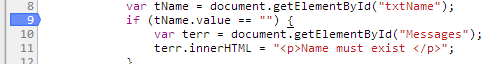 8 var tName = document.getElementById("txtName");
9 if (tName.value == "") {
10 var terr = document.getElementById("Messages");
11 terr.innerHTML = "<p>Name must exist </p>";
12 }